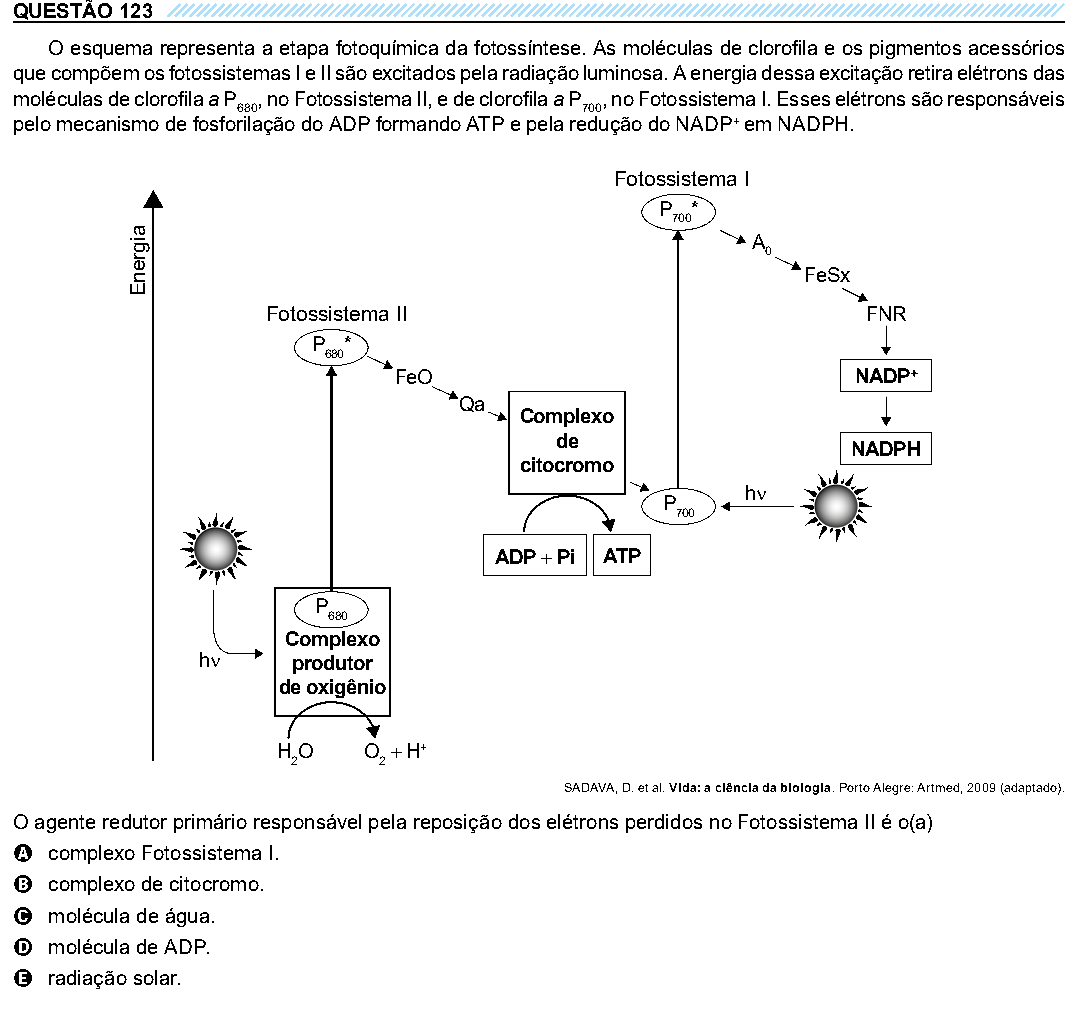 QUESTÃO 123
O esquema representa a etapa fotoquímica da fotossíntese. As moléculas de clorofila e os pigmentos acessórios
que compõem os fotossistemas I e II são excitados pela radiação luminosa. A energia dessa excitação retira elétrons das
moléculas de clorofila a P680, no Fotossistema II, e de clorofila a P700, no Fotossistema I. Esses elétrons são responsáveis
pelo mecanismo de fosforilação do ADP formando ATP e pela redução do NADP+ em NADPH.
Fotossistema I
P700*
Energia
A0
FeSx
Fotossistema II
FNR
P680*
FeO
NADP+
Qa
Complexo
de
citocromo
NADPH
P700
hν
ADP + Pi
ATP
P680
Complexo
produtor
de oxigênio
hν
H2O
O2 + H+
SADAVA, D. et al. Vida: a ciência da biologia. Porto Alegre: Artmed, 2009 (adaptado).
O agente redutor primário responsável pela reposição dos elétrons perdidos no Fotossistema II é o(a)
A complexo Fotossistema I.
B complexo de citocromo.
C molécula de água.
D molécula de ADP.
E radiação solar.